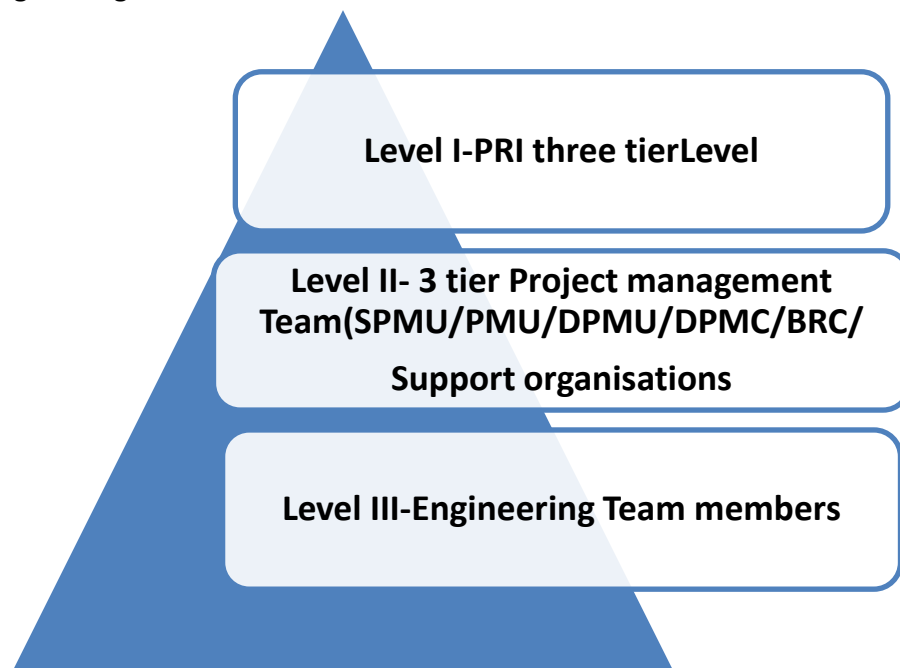 Level I-PRI three tierLevel
Level II- 3 tier Project management
Team(SPMU/PMU/DPMU/DPMC/BRC/
Support organisations
Level III-Engineering Team members